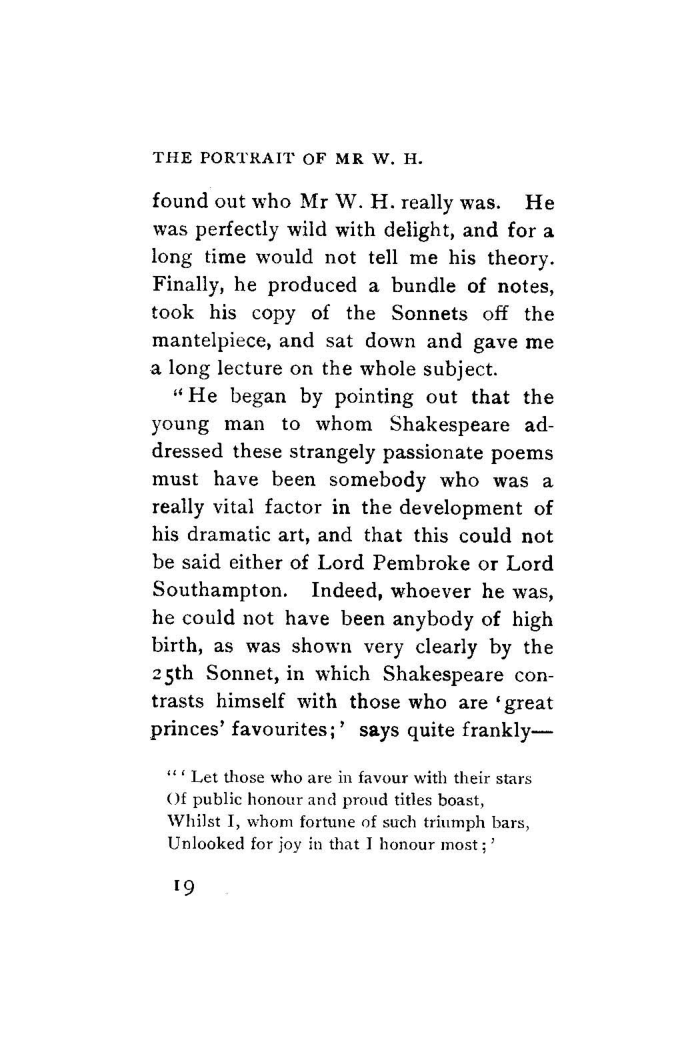 THE PORTRAIT OF MR W. H.
found out who Mr W. H. really was. He
was perfectly wild with delight, and for a
long time would not tell me his theory.
Finally, he produced a bundle of notes,
took his copy of the Sonnets off the
mantelpiece, and sat down and gave me
a long lecture on the whole subject.
“He began by pointing out that the
young man to whom Shakespeare ad-
dressed these strangely passionate poems
must have been somebody who was a
really vital factor in the development of
his dramatic art, and that this could not
be said either of Lord Pembroke or Lord
Southampton. Indeed, whoever he was,
he could not have been anybody of high
birth, as was shown very clearly by the
25th Sonnet, in which Shakespeare con-
trasts himself with those who are ‘great
princes’ favourites;’ says quite frankly—
“‘Let those who are in favour with their stars
Of public honour and proud titles boast,
Whilst I, whom fortune of such triumph bars,
Unlooked for joy in that I honour most;’
19